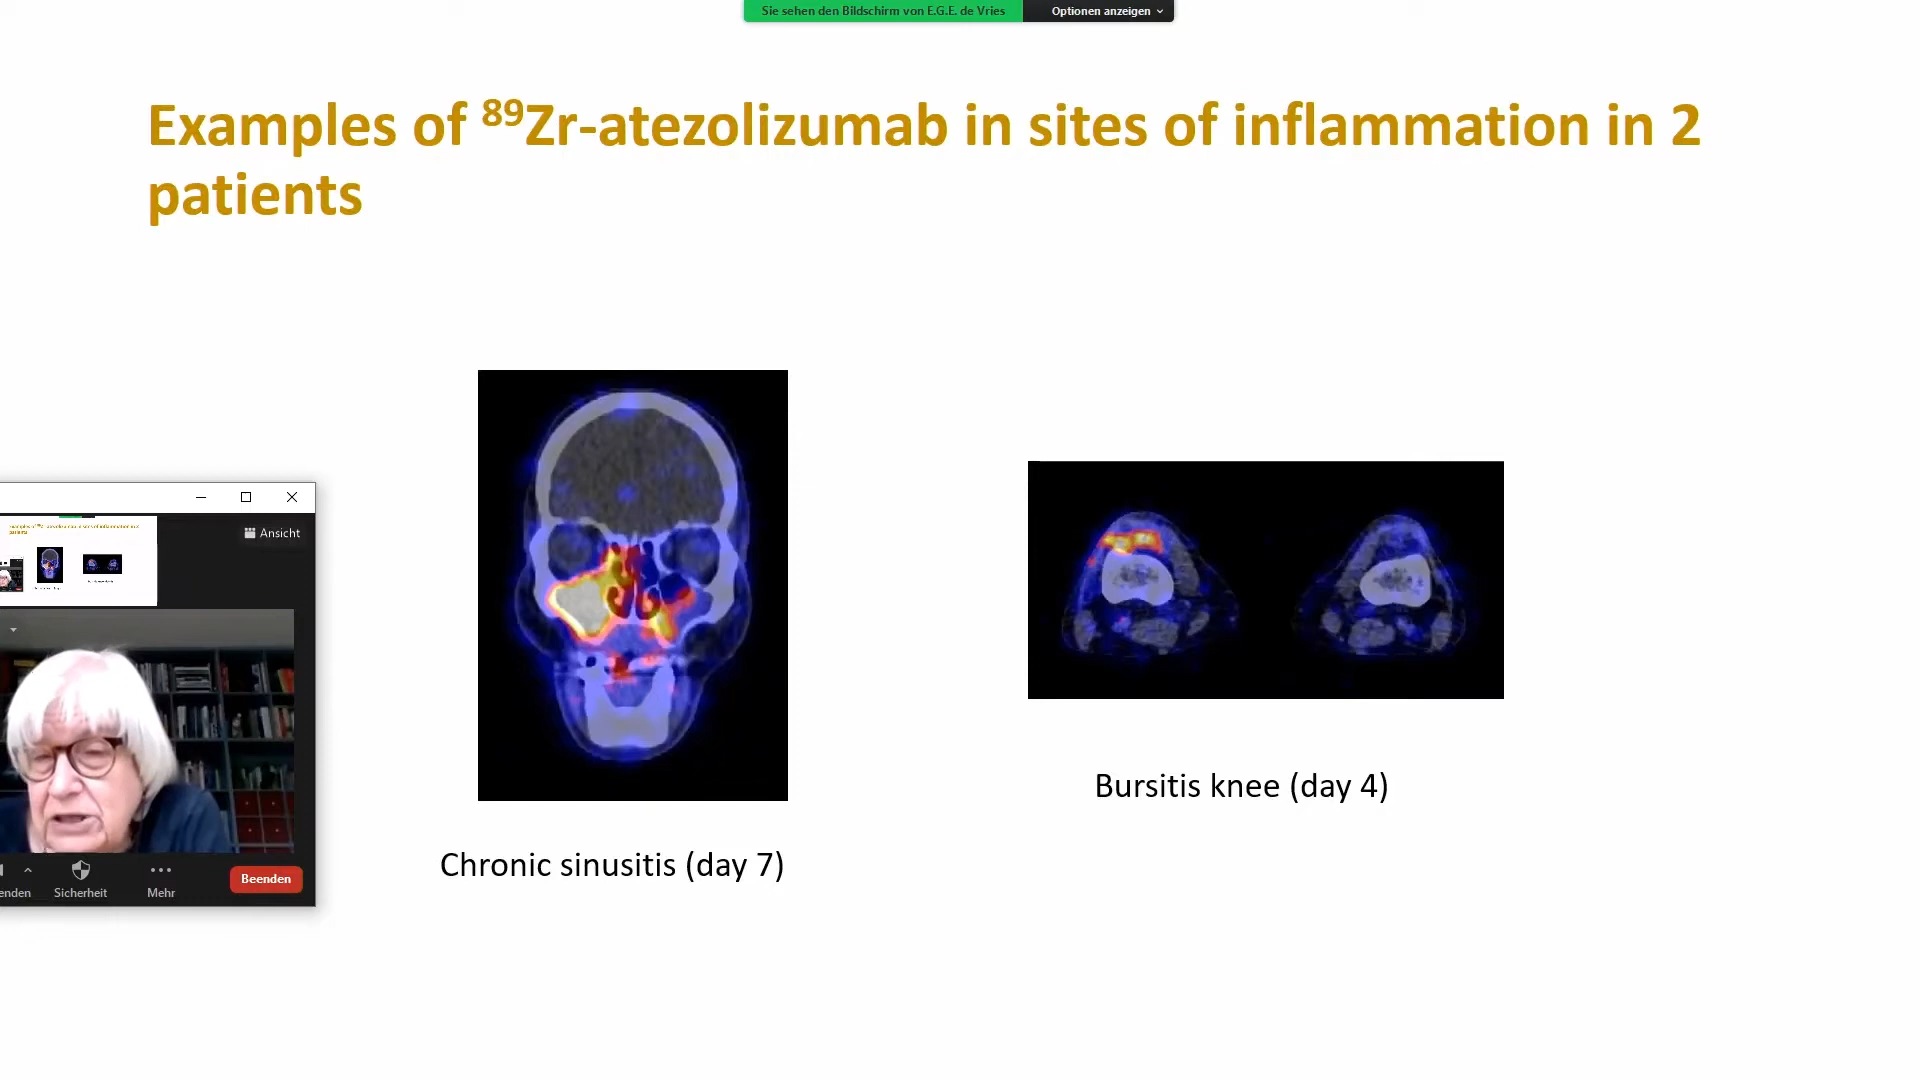 Sie sehen den Bildschirm von E.G.E. de Vries
Optionen anzeigen
Examples of ⁸⁹Zr-atezolizumab in sites of inflammation in 2
patients
Ansicht
Bursitis knee (day 4)
Chronic sinusitis (day 7)
enden
Sicherheit
Mehr
Beenden